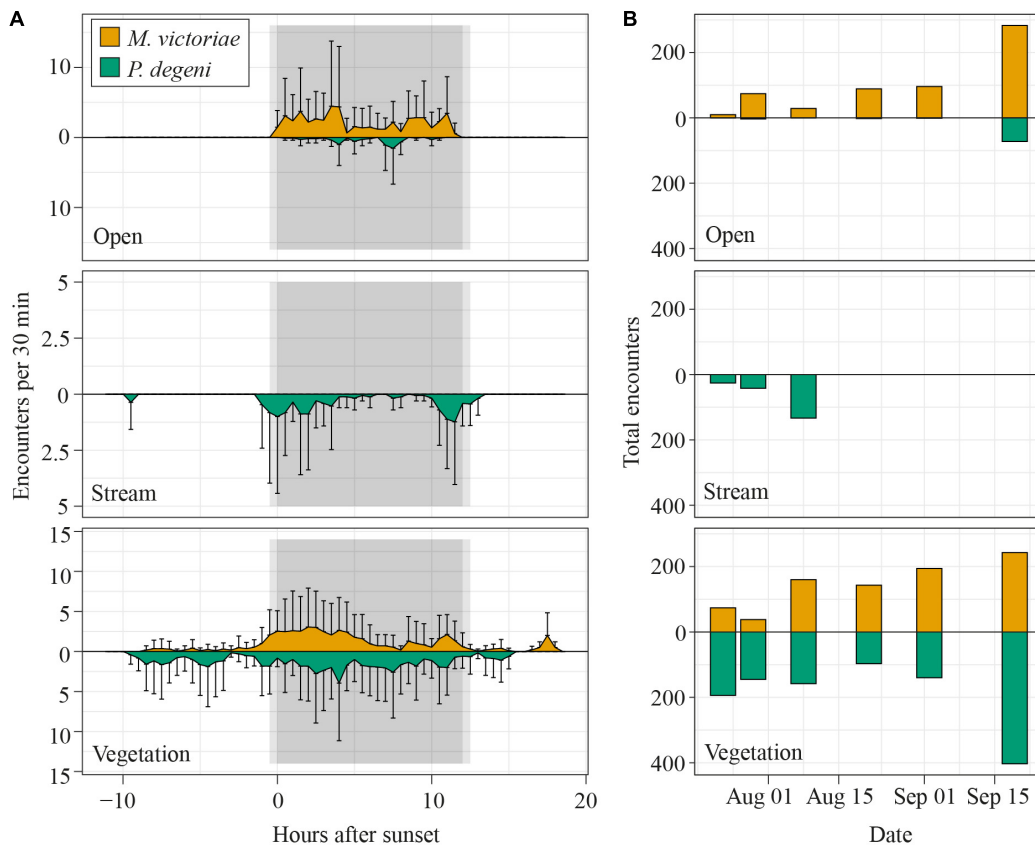 A
M. victoriae
P. degeni
10
0
10
Open
Encounters per 30 min
5
2.5
0
2.5
5
Stream
15
10
5
0
5
10
15
Vegetation
−10
0
10
20
Hours after sunset
B
200
0
200
400
Open
Total encounters
200
0
200
400
Stream
200
0
200
400
Vegetation
Aug 01
Aug 15
Sep 01
Sep 15
Date